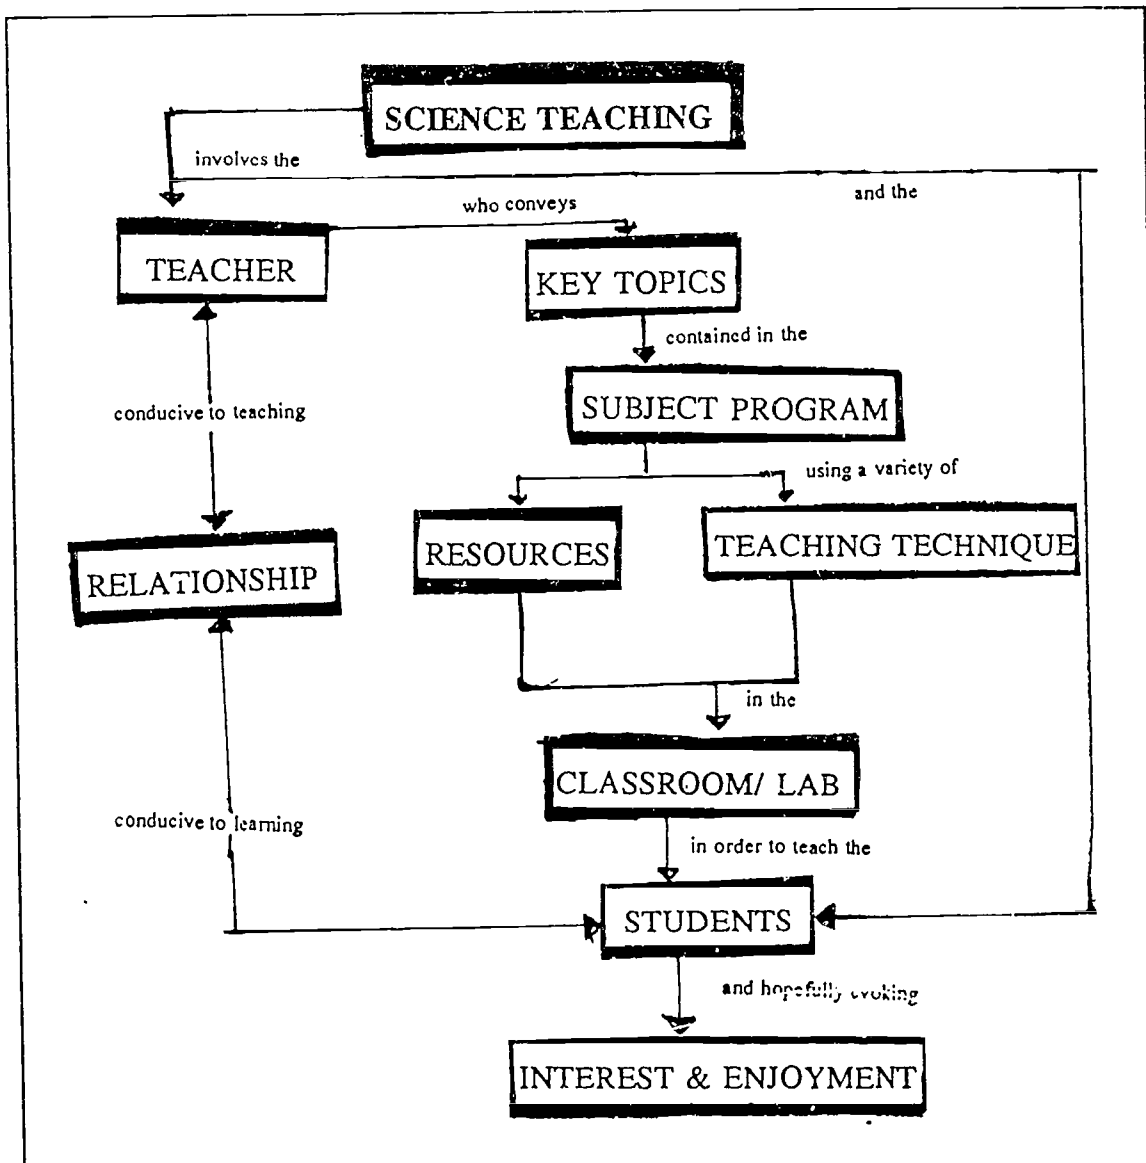 SCIENCE TEACHING
involves the
and the
who conveys
TEACHER
KEY TOPICS
contained in the
SUBJECT PROGRAM
conducive to teaching
using a variety of
RESOURCES
TEACHING TECHNIQUE
RELATIONSHIP
in the
CLASSROOM/ LAB
conducive to learning
in order to teach the
STUDENTS
and hopefully evoking
INTEREST & ENJOYMENT